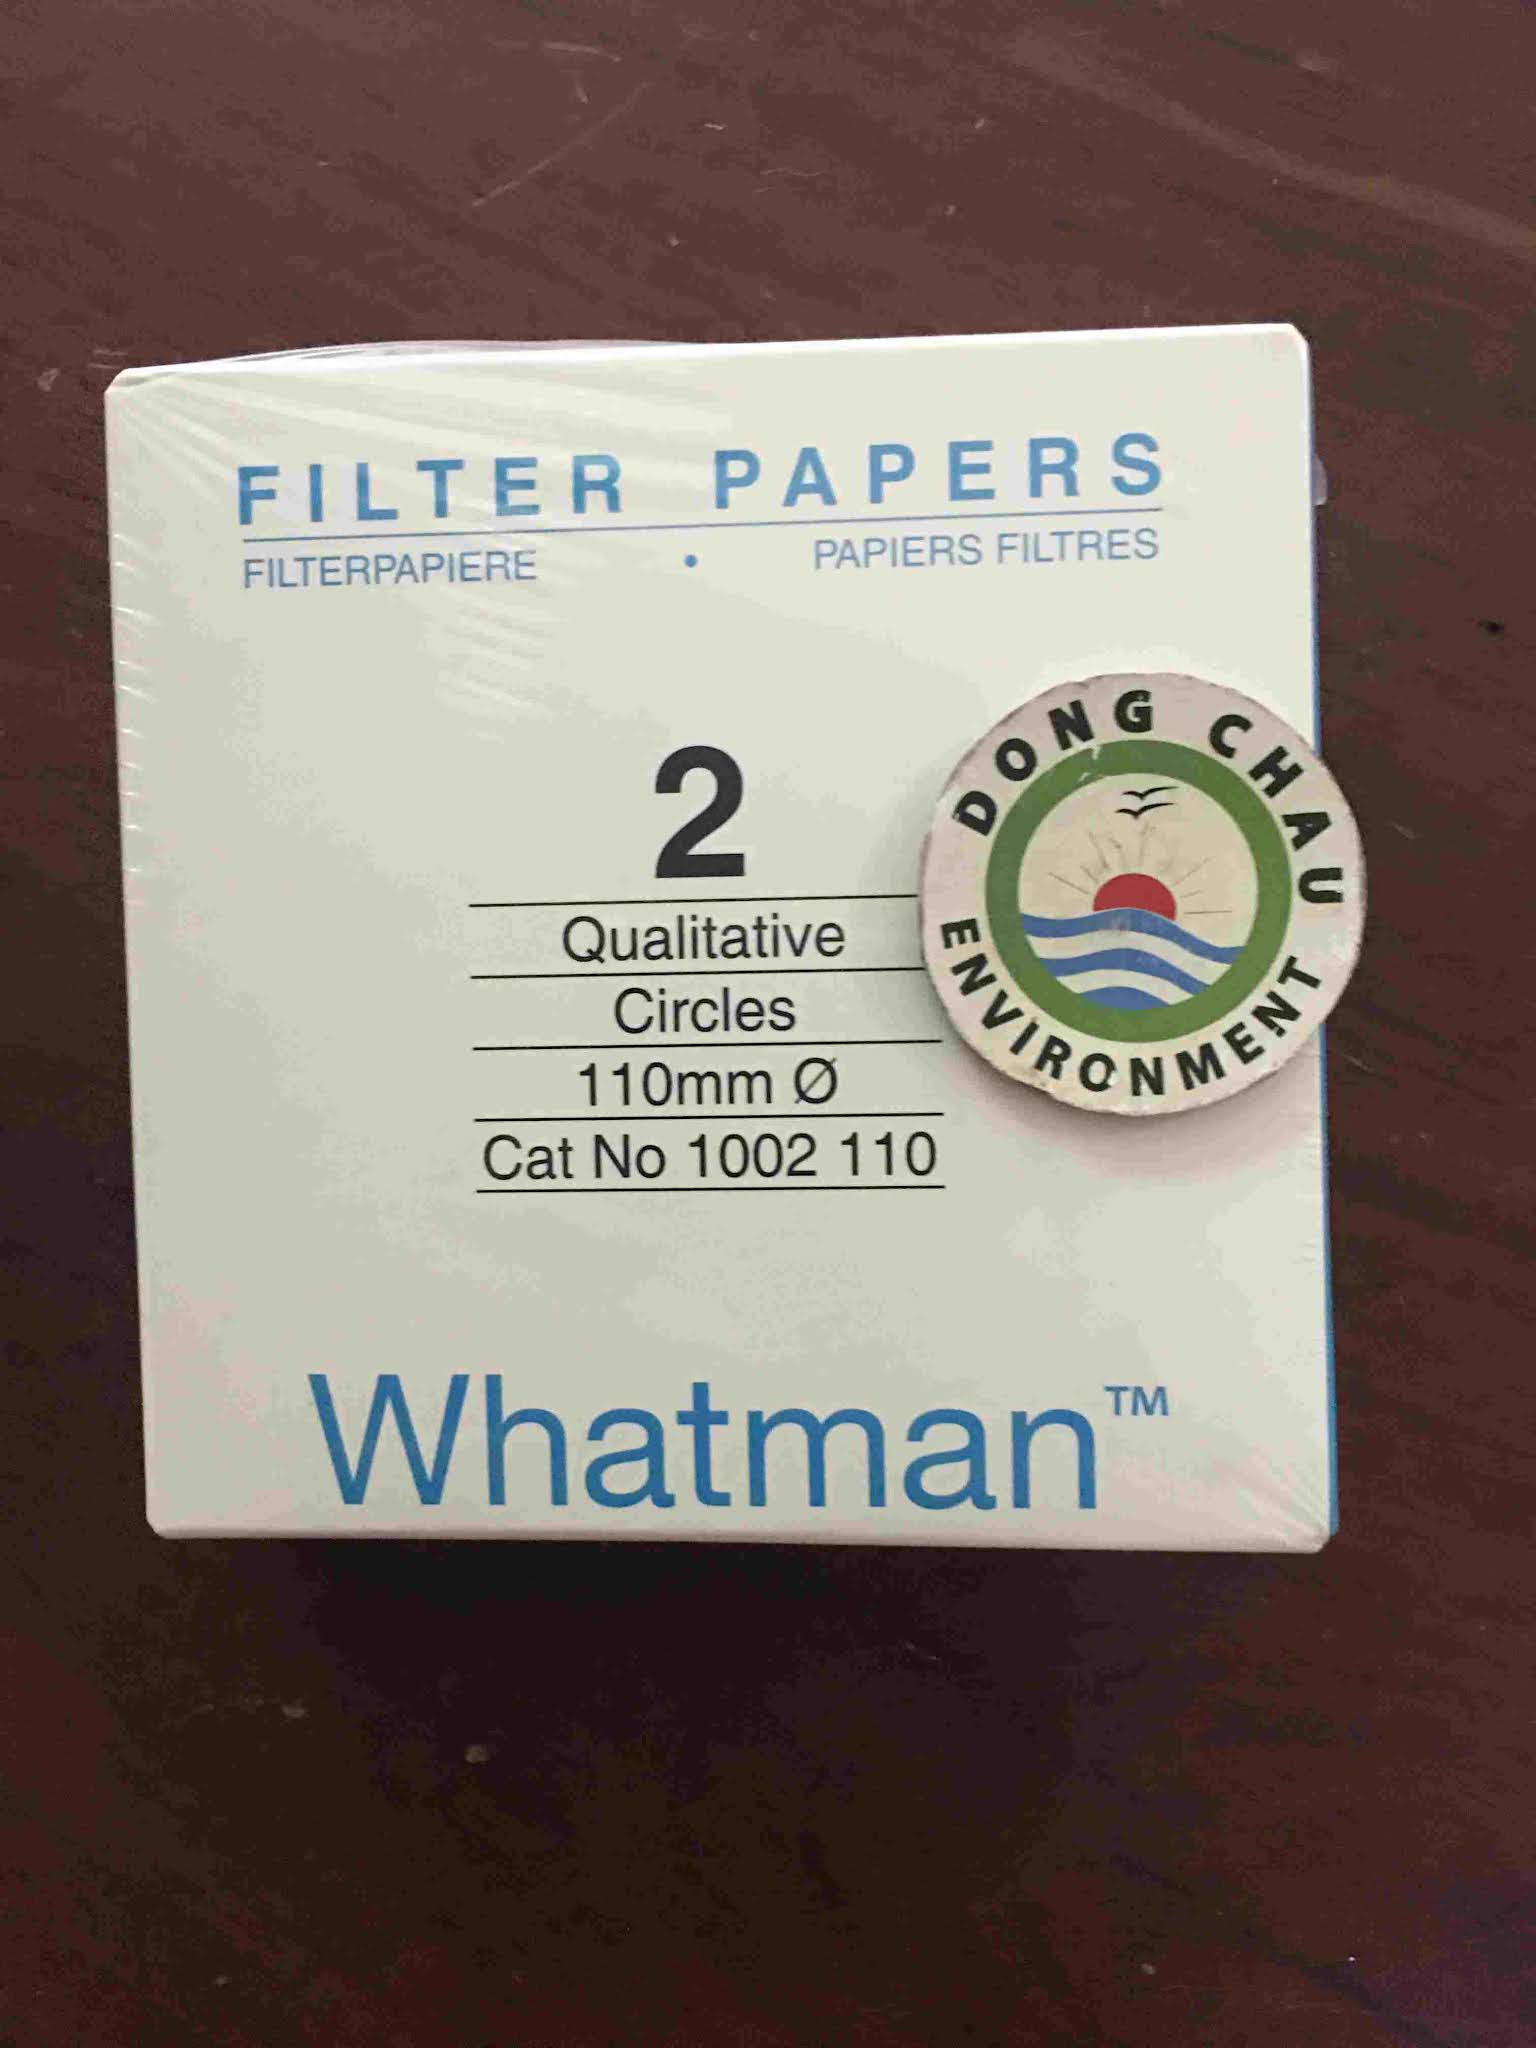 FILTER PAPERS
FILTERPAPIERE • PAPIERS FILTRES
2
Qualitative
Circles
110mm Ø
Cat No 1002 110
DONG CHAU
ENVIRONMENT
Whatman™